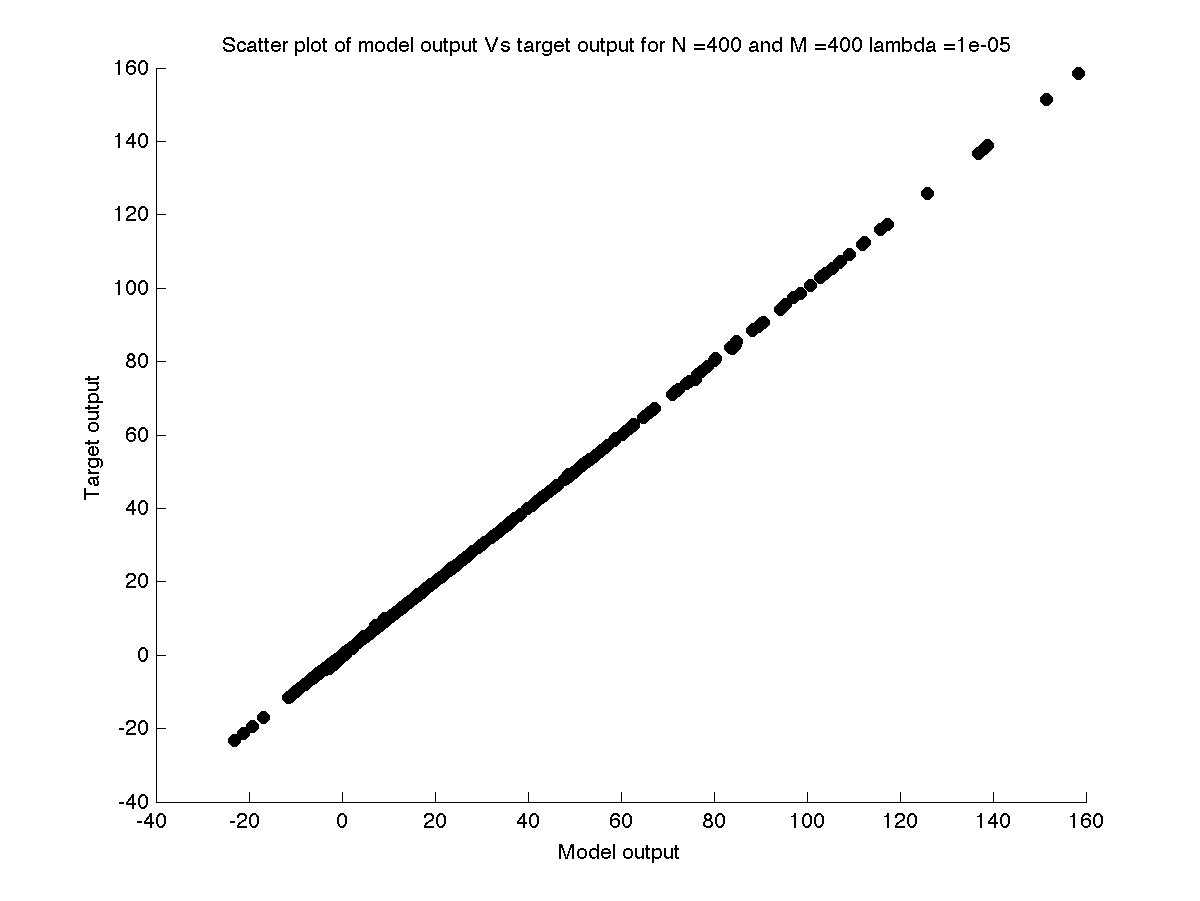 Scatter plot of model output Vs target output for N =400 and M =400 lambda =1e-05
160
140
120
100
80
60
40
20
0
-20
-40
Target output
-40 -20 0 20 40 60 80 100 120 140 160
Model output